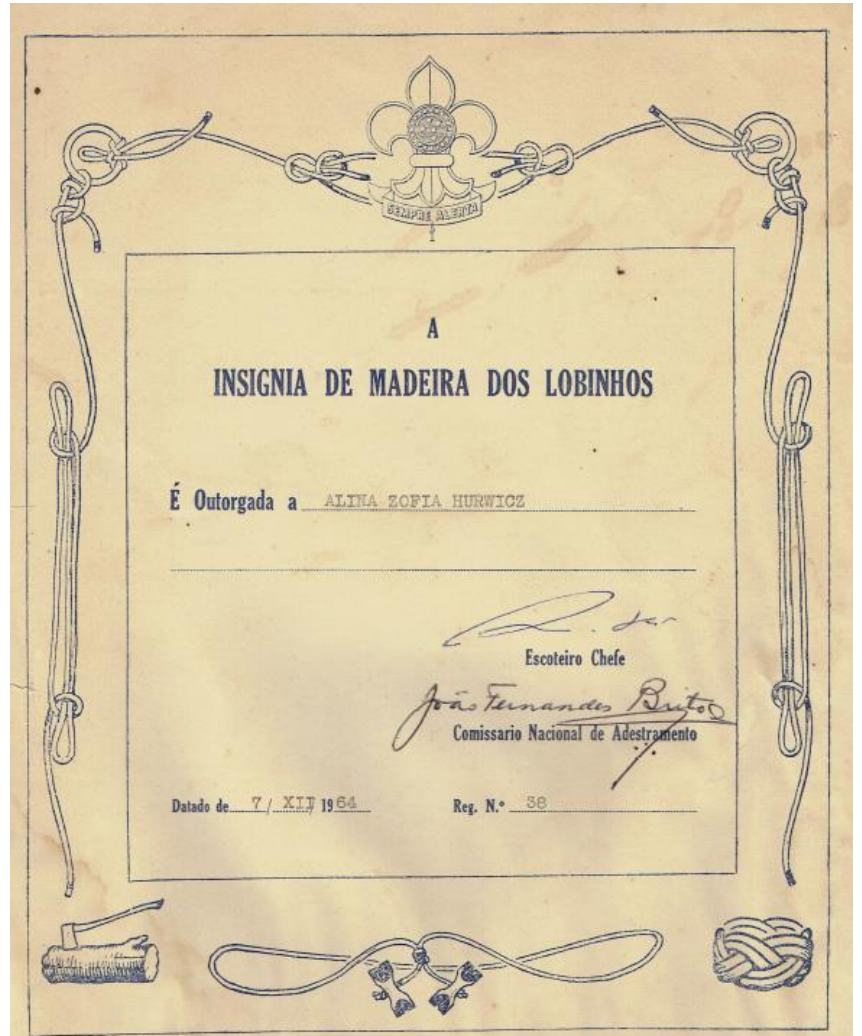 SEMPRE ALERTA
A
INSIGNIA DE MADEIRA DOS LOBINHOS
É Outorgada a ALINA ZOFIA HURWICZ
Escoteiro Chefe
João Fernandes Brito
Comissario Nacional de Adestramento
Datado de 7/ XII/ 1964 Reg. N.º 38